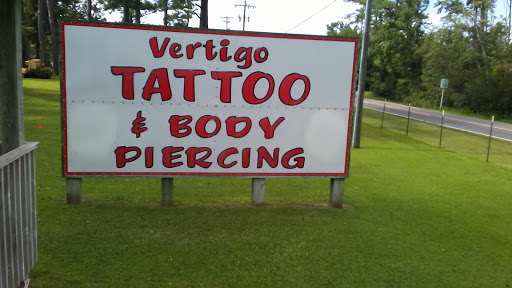 Vertigo
TATTOO
& BODY
PIERCING